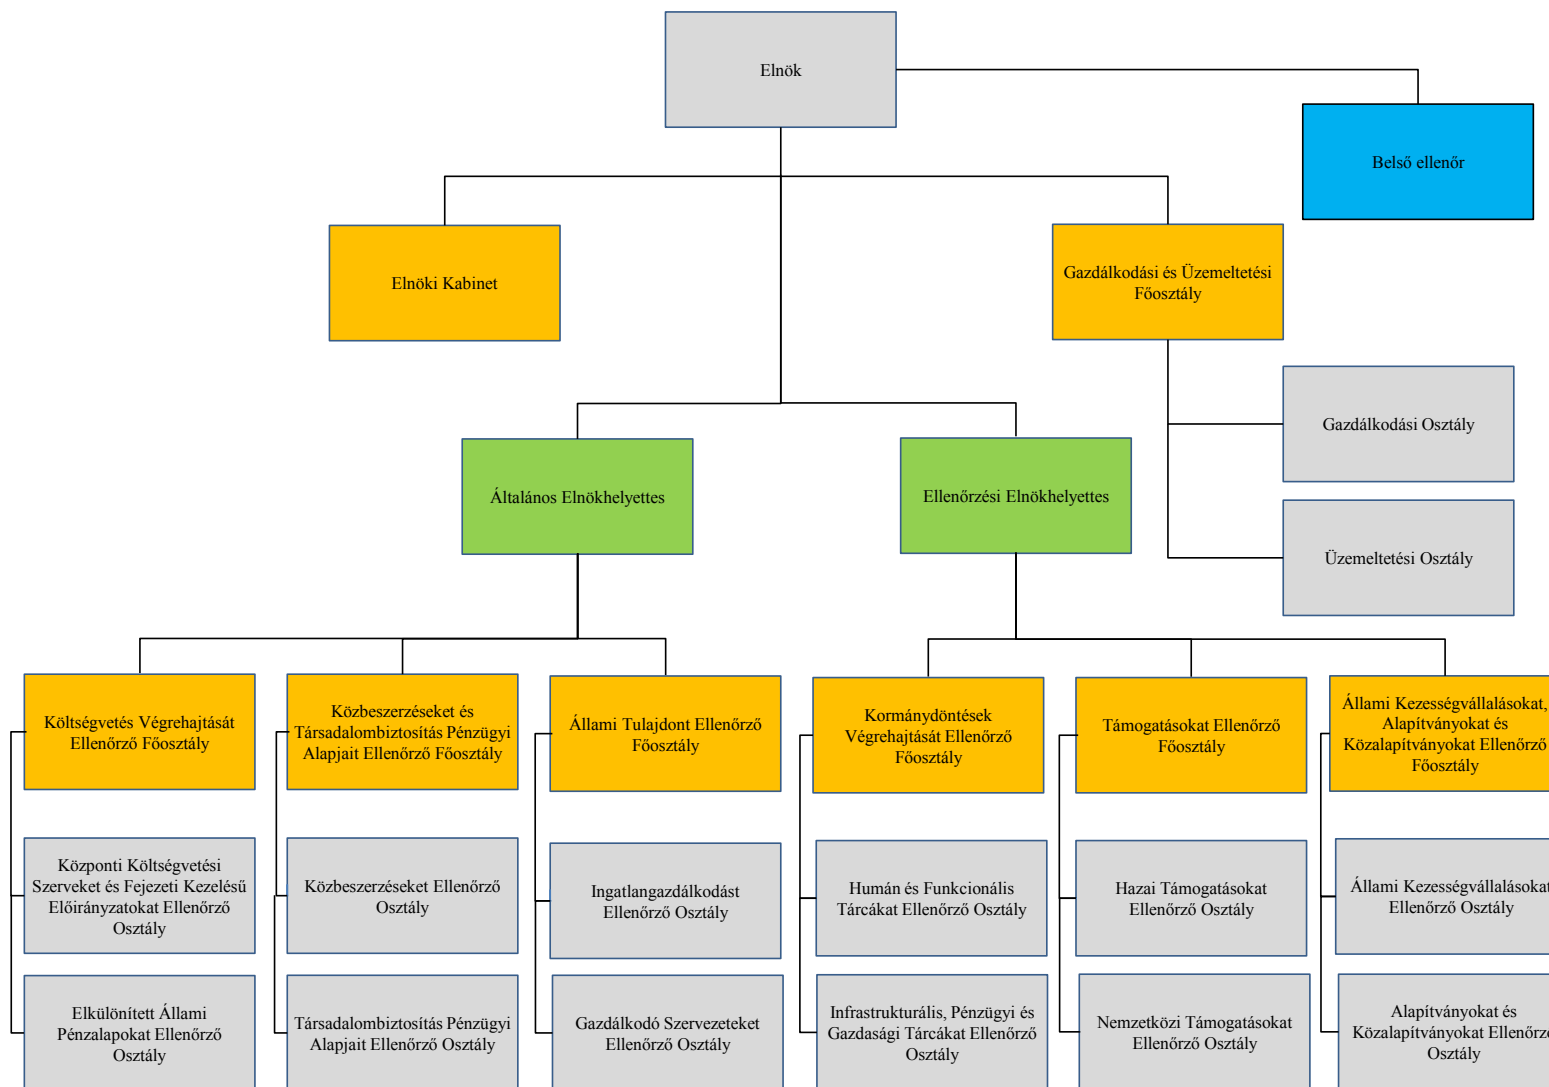 Elnök
Belső ellenőr
Elnöki Kabinet
Gazdálkodási és Üzemeltetési
Főosztály
Gazdálkodási Osztály
Általános Elnökhelyettes
Ellenőrzési Elnökhelyettes
Üzemeltetési Osztály
Költségvetés Végrehajtását
Ellenőrző Főosztály
Közbeszerzéseket és
Társadalombiztosítás Pénzügyi
Alapjait Ellenőrző Főosztály
Állami Tulajdont Ellenőrző
Főosztály
Kormánydöntések
Végrehajtását Ellenőrző
Főosztály
Támogatásokat Ellenőrző
Főosztály
Állami Kezességvállalásokat,
Alapítványokat és
Közalapítványokat Ellenőrző
Főosztály
Központi Költségvetési
Szerveket és Fejezeti Kezelésű
Előirányzatokat Ellenőrző
Osztály
Közbeszerzéseket Ellenőrző
Osztály
Ingatlangazdálkodást
Ellenőrző Osztály
Humán és Funkcionális
Tárcákat Ellenőrző Osztály
Hazai Támogatásokat
Ellenőrző Osztály
Állami Kezességvállalásokat
Ellenőrző Osztály
Elkülönített Állami
Pénzalapokat Ellenőrző
Osztály
Társadalombiztosítás Pénzügyi
Alapjait Ellenőrző Osztály
Gazdálkodó Szervezeteket
Ellenőrző Osztály
Infrastrukturális, Pénzügyi és
Gazdasági Tárcákat Ellenőrző
Osztály
Nemzetközi Támogatásokat
Ellenőrző Osztály
Alapítványokat és
Közalapítványokat Ellenőrző
Osztály